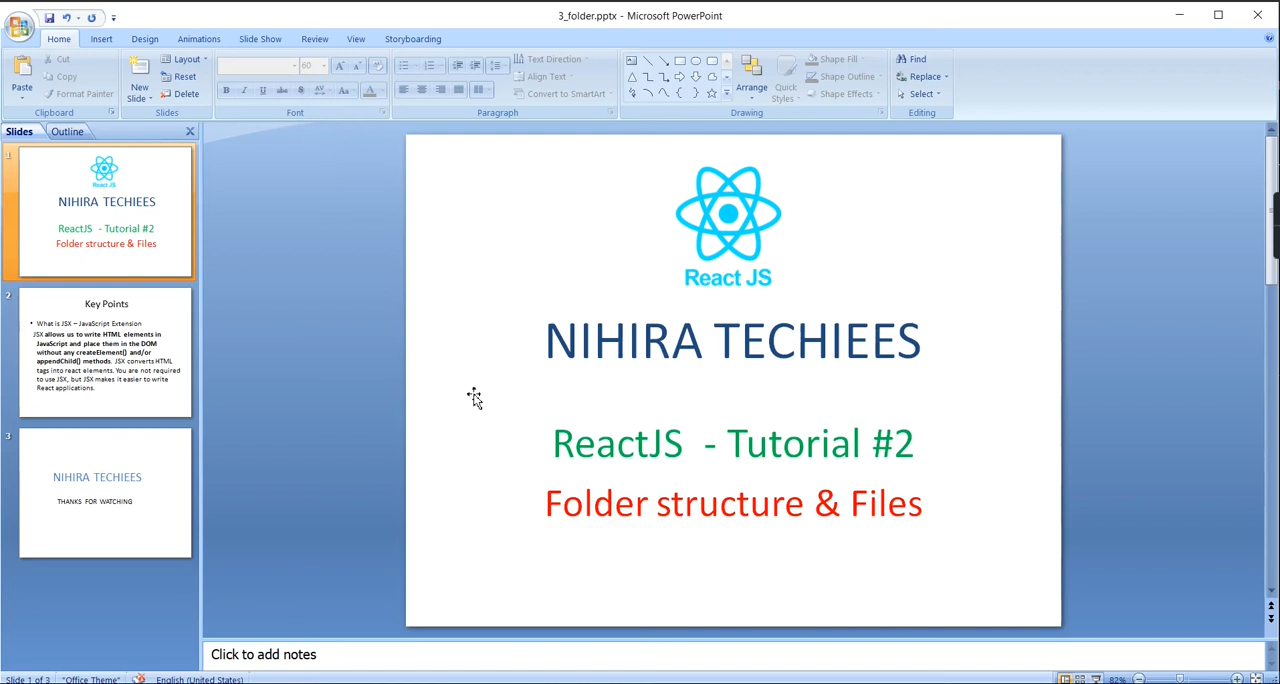 3_folder.pptx - Microsoft PowerPoint
Home Insert Design Animations Slide Show Review View Storyboarding
Paste
Cut
Copy
Format Painter
Clipboard
New Slide
Layout
Reset
Delete
Slides
60
B I U abc S AV Aa A
Font
Text Direction
Align Text
Convert to SmartArt
Paragraph
Arrange
Quick Styles
Shape Fill
Shape Outline
Shape Effects
Drawing
Find
Replace
Select
Editing
Slides Outline
1
React JS
NIHIRA TECHIEES
ReactJS - Tutorial #2
Folder structure & Files
2
Key Points
• What is JSX – JavaScript Extension
JSX allows us to write HTML elements in
JavaScript and place them in the DOM
without any createElement() and/or
appendChild() methods. JSX converts HTML
tags into react elements. You are not required
to use JSX, but JSX makes it easier to write
React applications.
3
NIHIRA TECHIEES
THANKS FOR WATCHING
React JS
NIHIRA TECHIEES
ReactJS - Tutorial #2
Folder structure & Files
Click to add notes
Slide 1 of 3 "Office Theme" English (United States) 82%